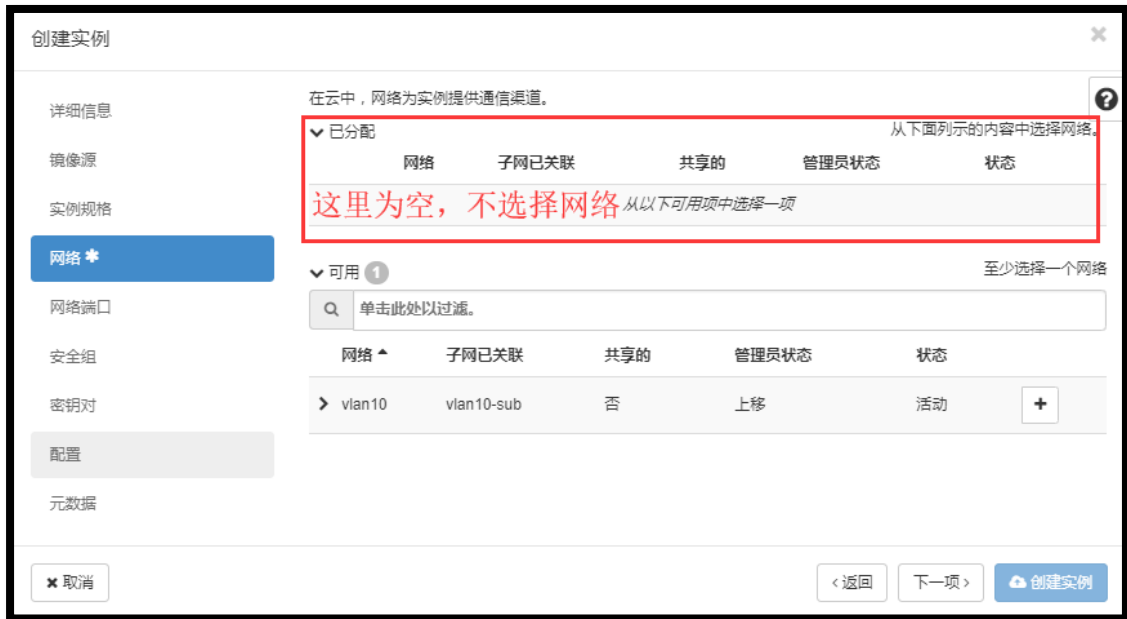 创建实例
详细信息
镜像源
实例规格
网络 *
网络端口
安全组
密钥对
配置
元数据
在云中，网络为实例提供通信渠道。
已分配
从下面列示的内容中选择网络。
网络 子网已关联 共享的 管理员状态 状态
这里为空，不选择网络 从以下可用项中选择一项
可用 1
至少选择一个网络
单击此处以过滤。
网络 子网已关联 共享的 管理员状态 状态
vlan10 vlan10-sub 否 上移 活动 +
× 取消
‹返回 下一项› 创建实例